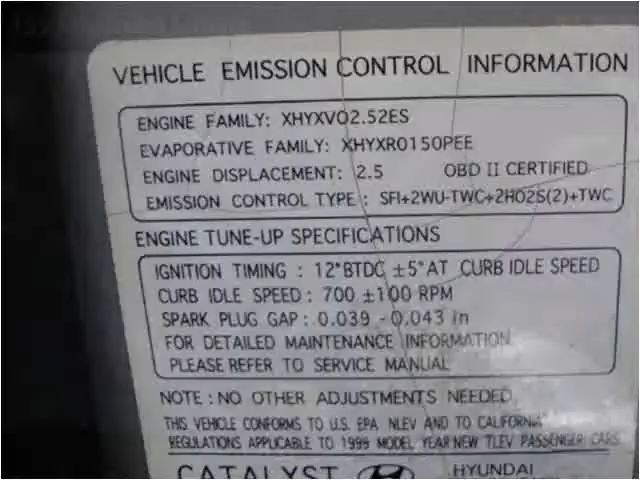 VEHICLE EMISSION CONTROL INFORMATION
ENGINE FAMILY: XHYXV02.52ES
EVAPORATIVE FAMILY: XHYXR0150PEE
ENGINE DISPLACEMENT: 2.5 OBD II CERTIFIED
EMISSION CONTROL TYPE : SFI+2WU-TWC+2HO2S(2)+TWC
ENGINE TUNE-UP SPECIFICATIONS
IGNITION TIMING : 12°BTDC ±5°AT CURB IDLE SPEED
CURB IDLE SPEED : 700 ±100 RPM
SPARK PLUG GAP : 0.039 - 0.043 in
FOR DETAILED MAINTENANCE INFORMATION
PLEASE REFER TO SERVICE MANUAL
NOTE : NO OTHER ADJUSTMENTS NEEDED
THIS VEHICLE CONFORMS TO U.S. EPA NLEV AND TO CALIFORNIA
REGULATIONS APPLICABLE TO 1999 MODEL YEAR NEW TLEV PASSENGER CARS.
CATALYST HYUNDAI